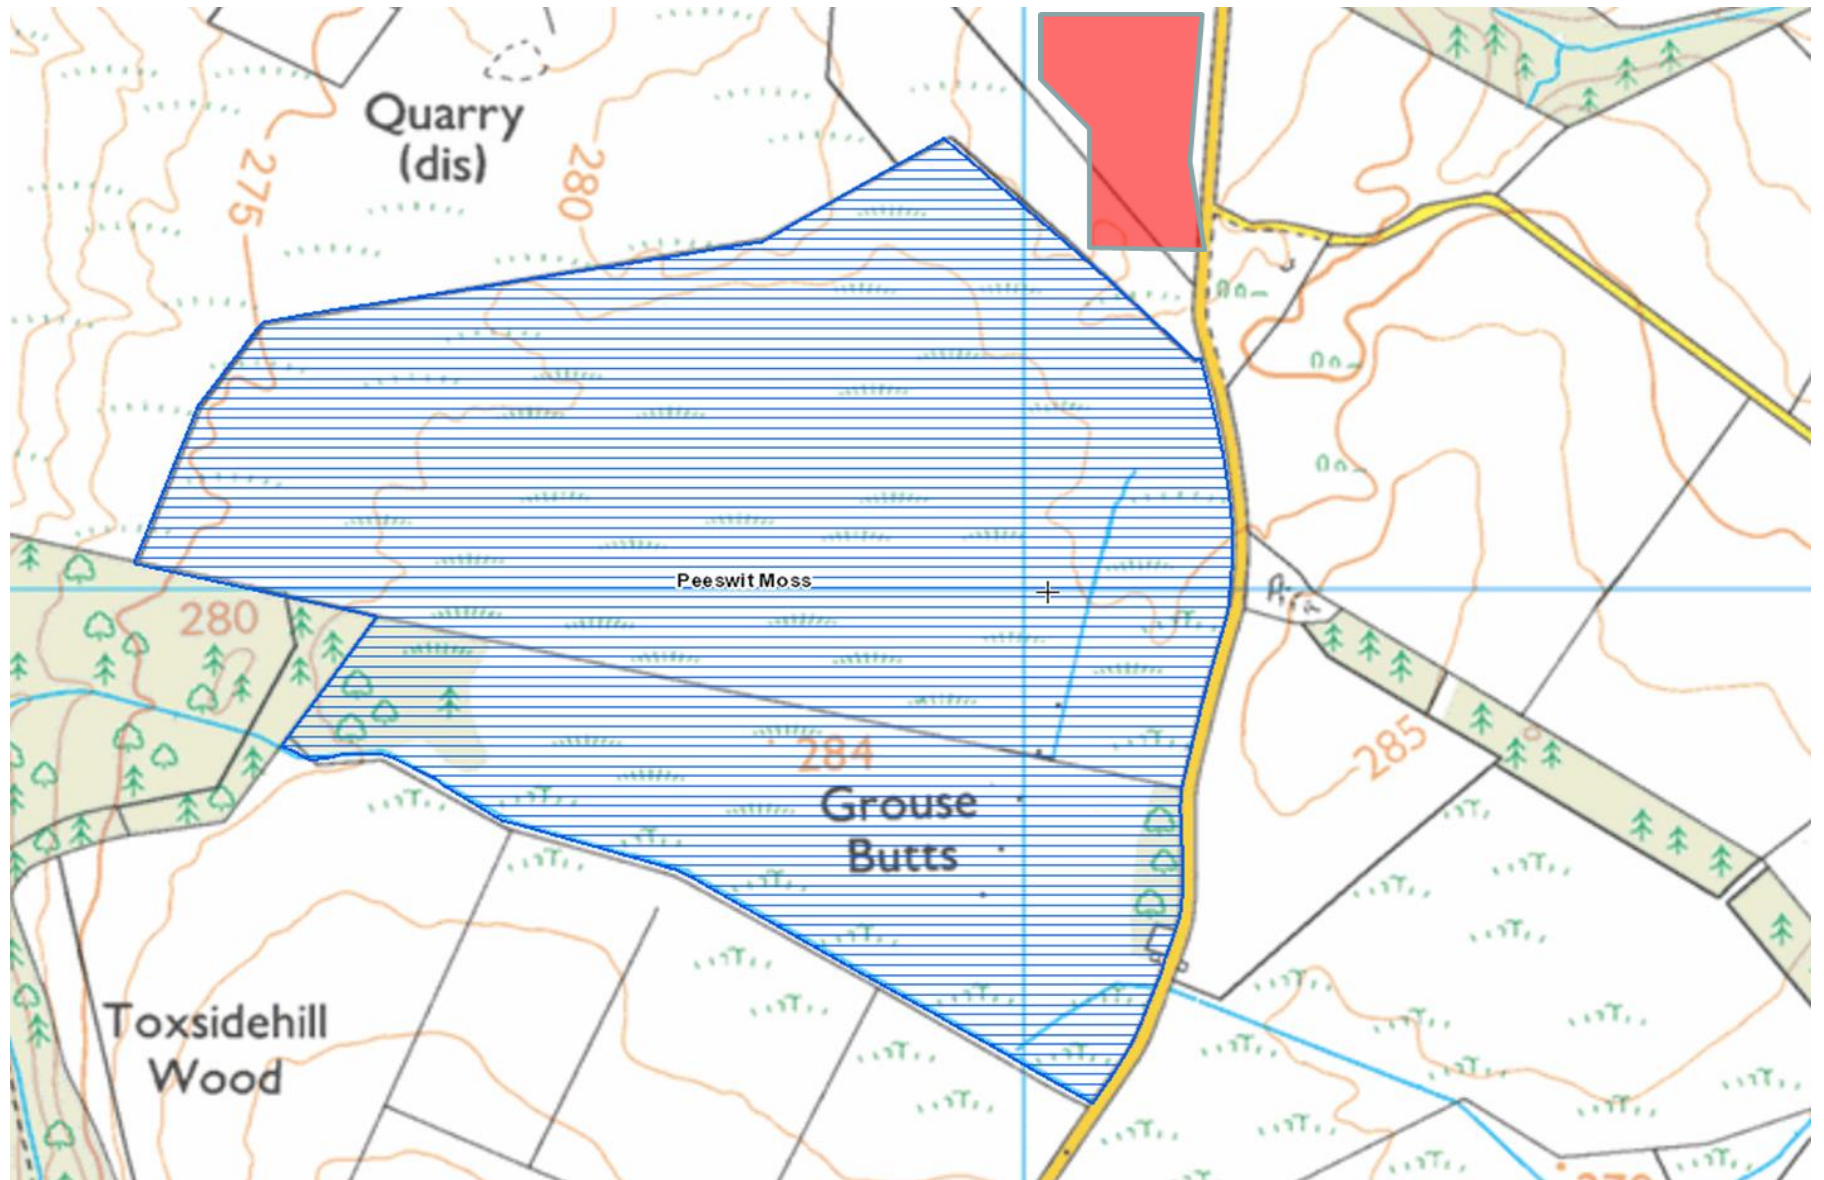 Quarry
(dis)
275
280
Peeswit Moss
280
284
285
Grouse
Butts
Toxsidehill
Wood